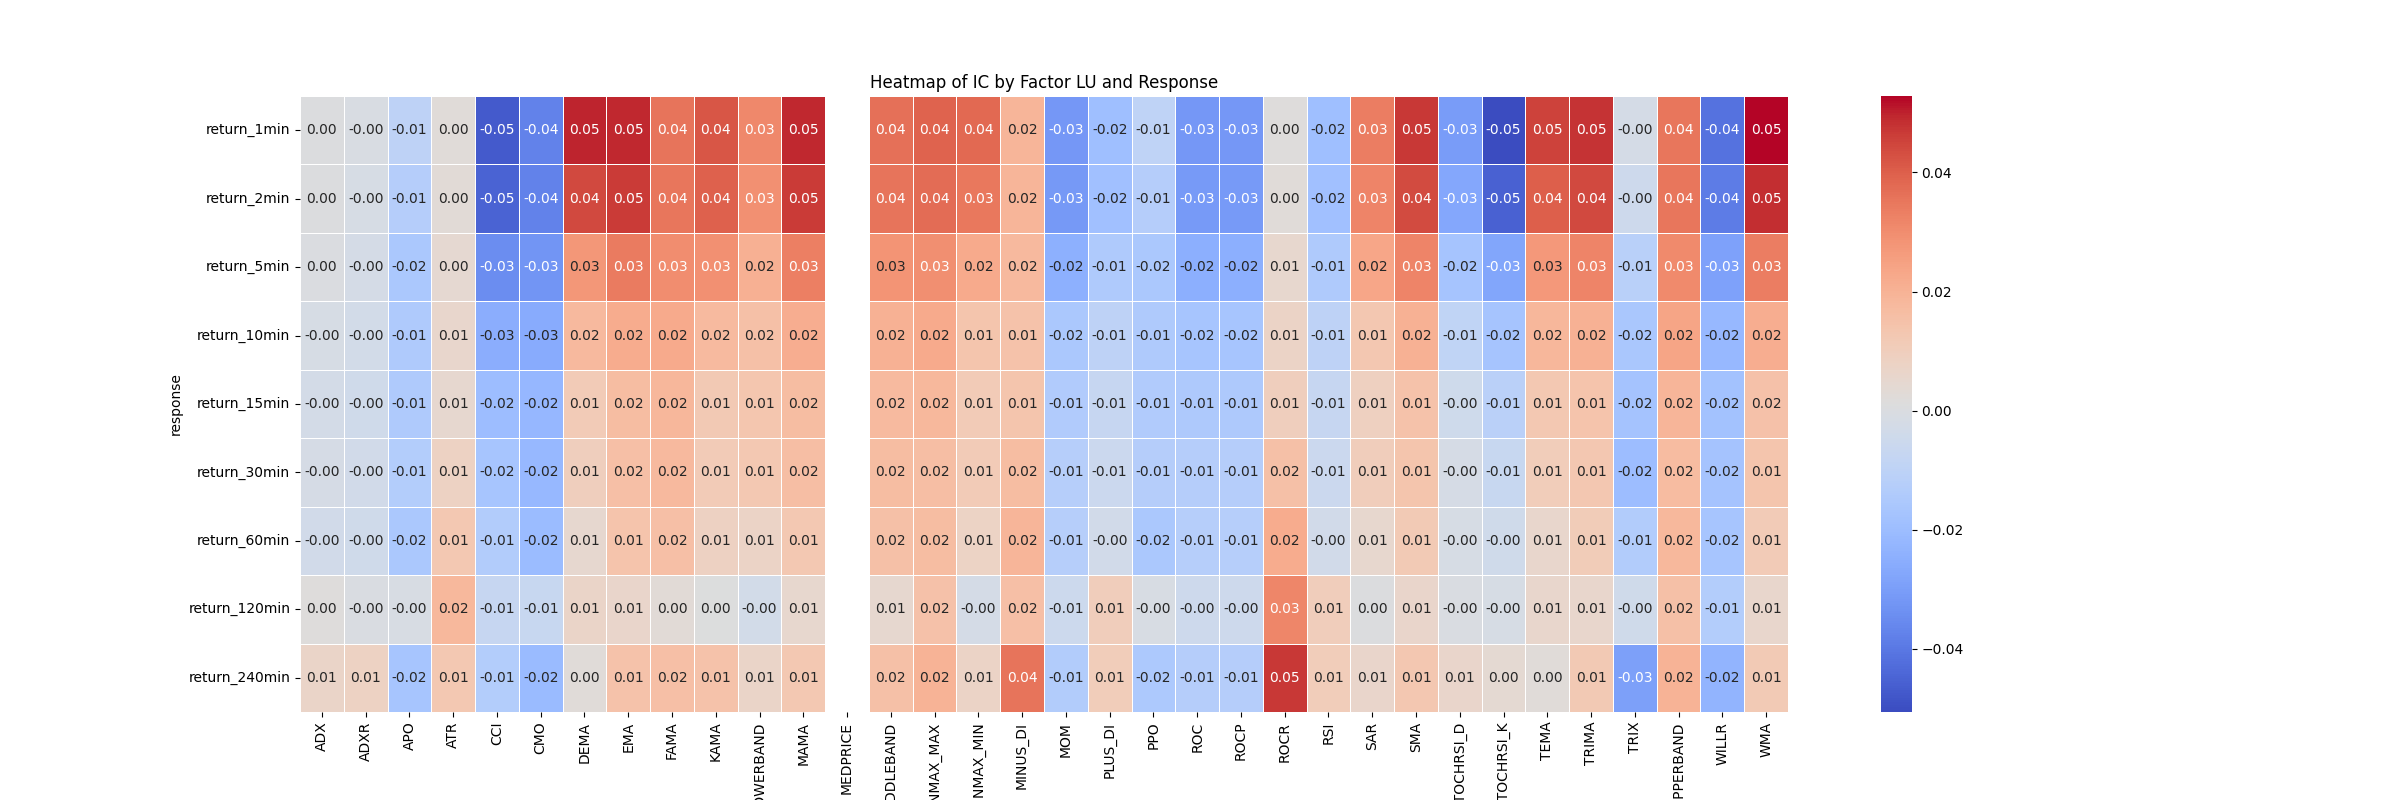 Heatmap of IC by Factor LU and Response
response
return_1min 0.00 -0.00 -0.01 0.00 -0.05 -0.04 0.05 0.05 0.04 0.04 0.03 0.05 0.04 0.04 0.04 0.02 -0.03 -0.02 -0.01 -0.03 -0.03 0.00 -0.02 0.03 0.05 -0.03 -0.05 0.05 0.05 -0.00 0.04 -0.04 0.05
return_2min 0.00 -0.00 -0.01 0.00 -0.05 -0.04 0.04 0.05 0.04 0.04 0.03 0.05 0.04 0.04 0.03 0.02 -0.03 -0.02 -0.01 -0.03 -0.03 0.00 -0.02 0.03 0.04 -0.03 -0.05 0.04 0.04 -0.00 0.04 -0.04 0.05
return_5min 0.00 -0.00 -0.02 0.00 -0.03 -0.03 0.03 0.03 0.03 0.03 0.02 0.03 0.03 0.03 0.02 0.02 -0.02 -0.01 -0.02 -0.02 -0.02 0.01 -0.01 0.02 0.03 -0.02 -0.03 0.03 0.03 -0.01 0.03 -0.03 0.03
return_10min -0.00 -0.00 -0.01 0.01 -0.03 -0.03 0.02 0.02 0.02 0.02 0.02 0.02 0.02 0.02 0.01 0.01 -0.02 -0.01 -0.01 -0.02 -0.02 0.01 -0.01 0.01 0.02 -0.01 -0.02 0.02 0.02 -0.02 0.02 -0.02 0.02
return_15min -0.00 -0.00 -0.01 0.01 -0.02 -0.02 0.01 0.02 0.02 0.01 0.01 0.02 0.02 0.02 0.01 0.01 -0.01 -0.01 -0.01 -0.01 -0.01 0.01 -0.01 0.01 0.01 -0.00 -0.01 0.01 0.01 -0.02 0.02 -0.02 0.02
return_30min -0.00 -0.00 -0.01 0.01 -0.02 -0.02 0.01 0.02 0.02 0.01 0.01 0.02 0.02 0.02 0.01 0.02 -0.01 -0.01 -0.01 -0.01 -0.01 0.02 -0.01 0.01 0.01 -0.00 -0.01 0.01 0.01 -0.02 0.02 -0.02 0.01
return_60min -0.00 -0.00 -0.02 0.01 -0.01 -0.02 0.01 0.01 0.02 0.01 0.01 0.01 0.02 0.02 0.01 0.02 -0.01 -0.00 -0.02 -0.01 -0.01 0.02 -0.00 0.01 0.01 -0.00 -0.00 0.01 0.01 -0.01 0.02 -0.02 0.01
return_120min 0.00 -0.00 -0.00 0.02 -0.01 -0.01 0.01 0.01 0.00 0.00 -0.00 0.01 0.01 0.02 -0.00 0.02 -0.01 0.01 -0.00 -0.00 -0.00 0.03 0.01 0.00 0.01 -0.00 -0.00 0.01 0.01 -0.00 0.02 -0.01 0.01
return_240min 0.01 0.01 -0.02 0.01 -0.01 -0.02 0.00 0.01 0.02 0.01 0.01 0.01 0.02 0.02 0.01 0.04 -0.01 0.01 -0.02 -0.01 -0.01 0.05 0.01 0.01 0.01 0.01 0.00 0.00 0.01 -0.03 0.02 -0.02 0.01
ADX
ADXR
APO
ATR
CCI
CMO
DEMA
EMA
FAMA
KAMA
OWERBAND
MAMA
MEDPRICE
DDLEBAND
NMAX_MAX
NMAX_MIN
MINUS_DI
MOM
PLUS_DI
PPO
ROC
ROCP
ROCR
RSI
SAR
SMA
TOCHRSI_D
TOCHRSI_K
TEMA
TRIMA
TRIX
PPERBAND
WILLR
WMA
0.04
0.02
0.00
−0.02
−0.04